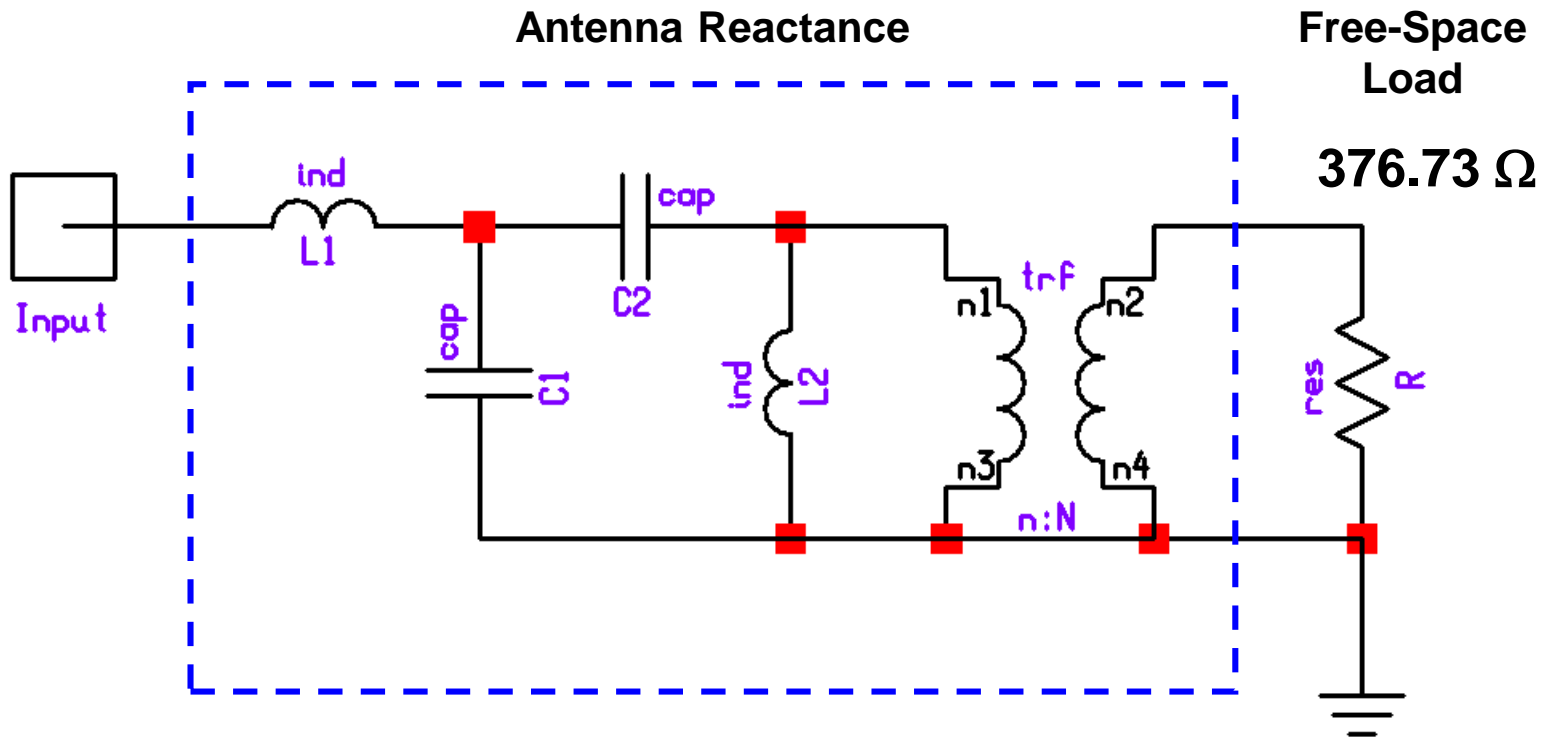 Antenna Reactance
Free-Space
Load
376.73 Ω
ind
L1
Input
cap
C2
cap
C1
ind
L2
trf
n1
n2
n3
n4
n:N
res
R